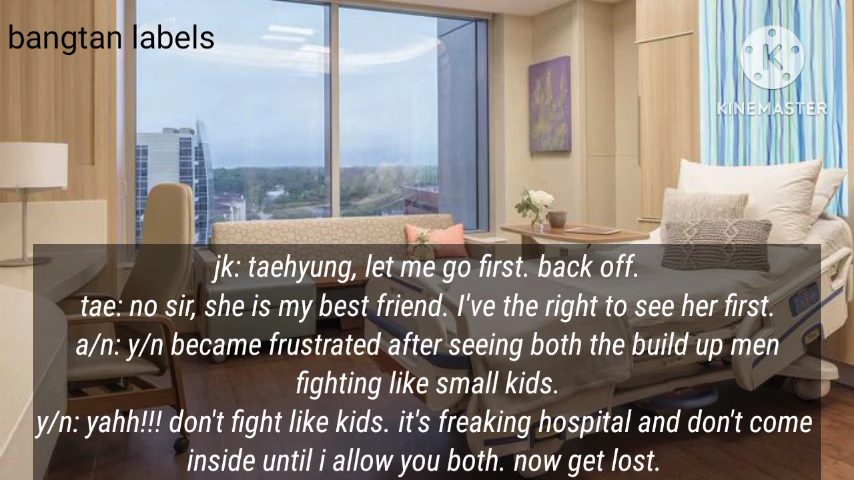 bangtan labels
K
KINEMASTER
jk: taehyung, let me go first. back off.
tae: no sir, she is my best friend. I've the right to see her first.
a/n: y/n became frustrated after seeing both the build up men
fighting like small kids.
y/n: yahh!!! don't fight like kids. it's freaking hospital and don't come
inside until i allow you both. now get lost.